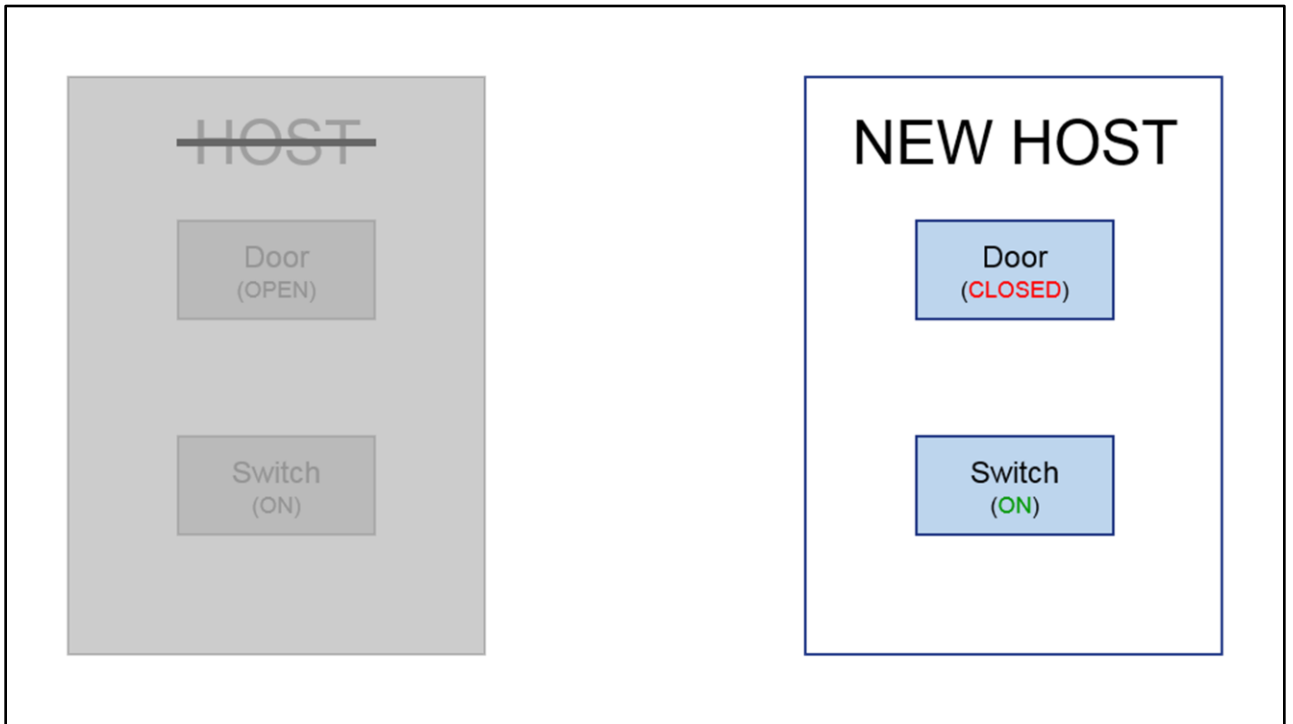 HOST
Door
(OPEN)
Switch
(ON)
NEW HOST
Door
(CLOSED)
Switch
(ON)